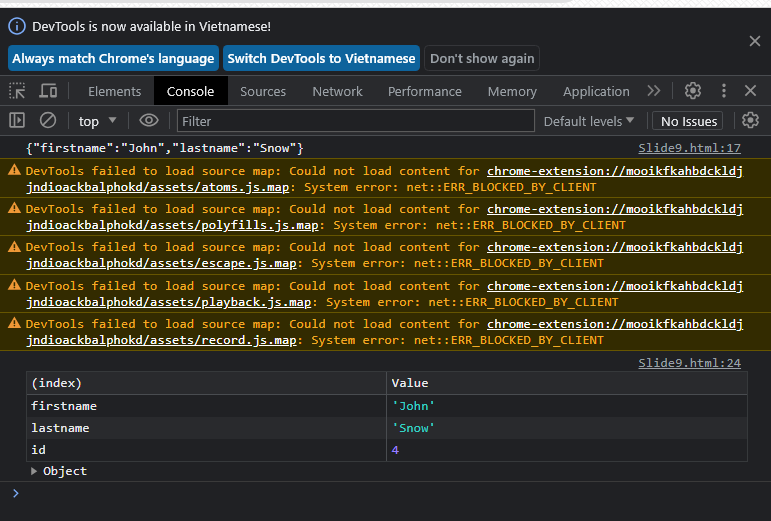 DevTools is now available in Vietnamese!
Always match Chrome's language Switch DevTools to Vietnamese Don't show again
Elements Console Sources Network Performance Memory Application
top Filter Default levels No Issues
{"firstname":"John","lastname":"Snow"} Slide9.html:17
DevTools failed to load source map: Could not load content for chrome-extension://mooikfkahbdckldj
jndioackbalphokd/assets/atoms.js.map: System error: net::ERR_BLOCKED_BY_CLIENT
DevTools failed to load source map: Could not load content for chrome-extension://mooikfkahbdckldj
jndioackbalphokd/assets/polyfills.js.map: System error: net::ERR_BLOCKED_BY_CLIENT
DevTools failed to load source map: Could not load content for chrome-extension://mooikfkahbdckldj
jndioackbalphokd/assets/escape.js.map: System error: net::ERR_BLOCKED_BY_CLIENT
DevTools failed to load source map: Could not load content for chrome-extension://mooikfkahbdckldj
jndioackbalphokd/assets/playback.js.map: System error: net::ERR_BLOCKED_BY_CLIENT
DevTools failed to load source map: Could not load content for chrome-extension://mooikfkahbdckldj
jndioackbalphokd/assets/record.js.map: System error: net::ERR_BLOCKED_BY_CLIENT
Slide9.html:24
(index) Value
firstname 'John'
lastname 'Snow'
id 4
Object